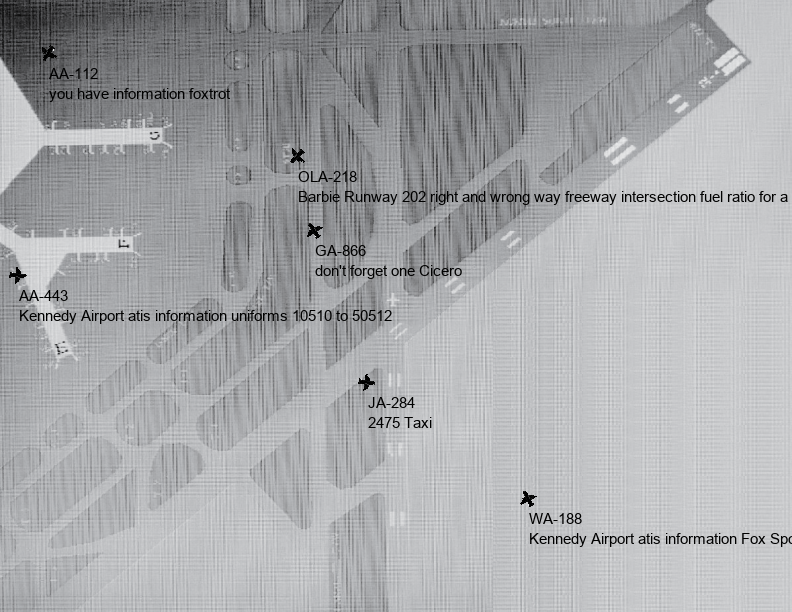 AA-112
you have information foxtrot
OLA-218
Barbie Runway 202 right and wrong way freeway intersection fuel ratio for a
GA-866
don't forget one Cicero
AA-443
Kennedy Airport atis information uniforms 10510 to 50512
JA-284
2475 Taxi
WA-188
Kennedy Airport atis information Fox Spo